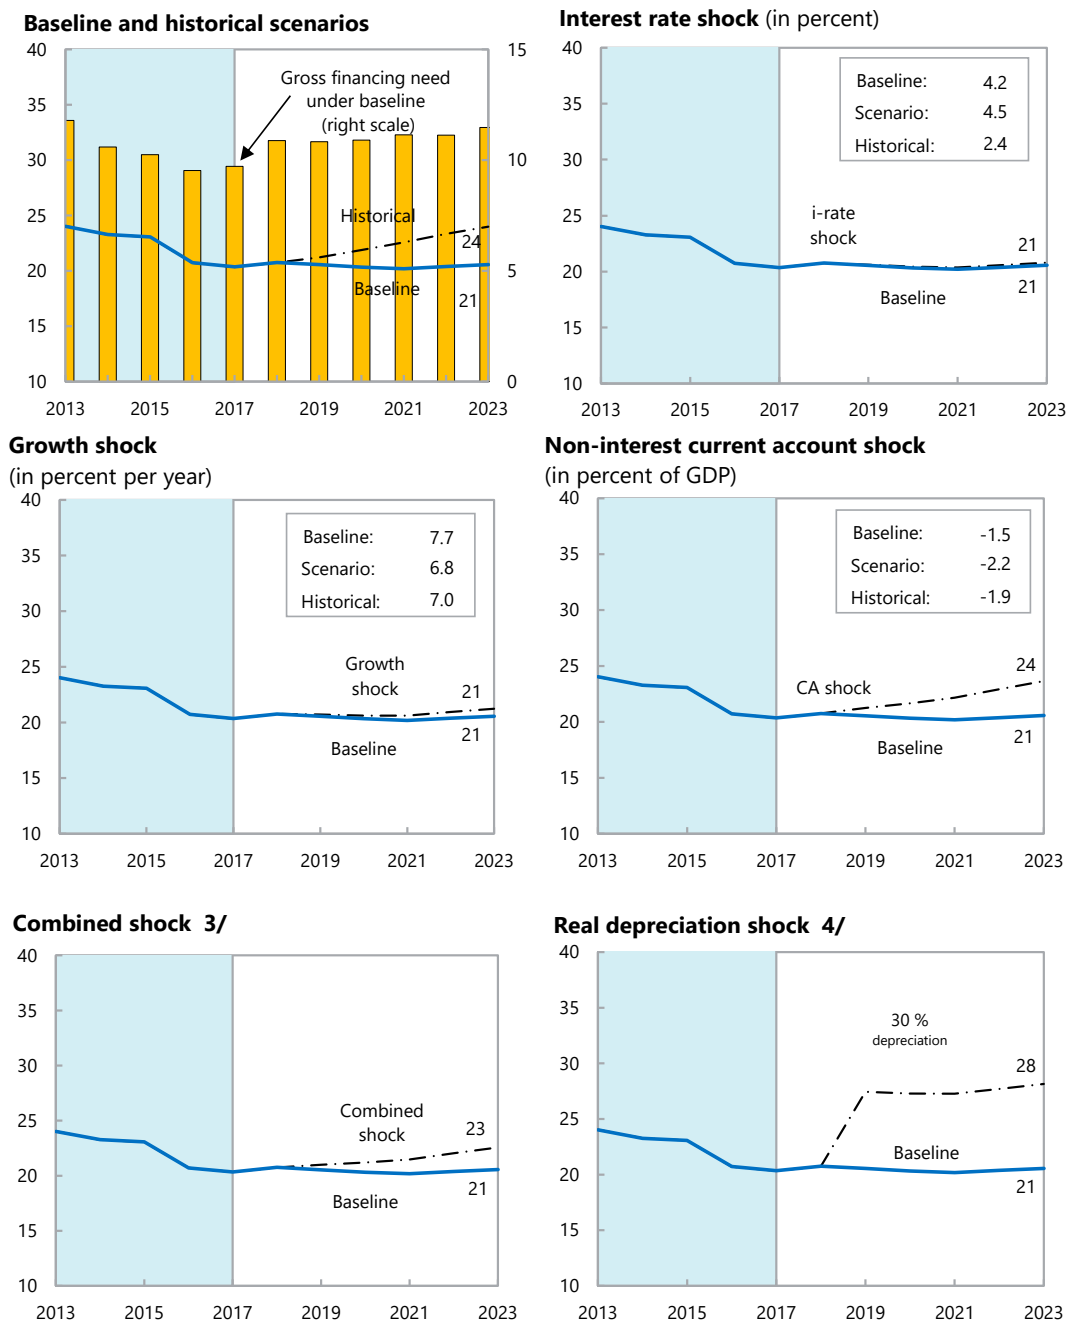 Baseline and historical scenarios
40
35
30
25
20
15
10
15
10
5
0
Gross financing need
under baseline
(right scale)
Historical
24
Baseline
21
2013 2015 2017 2019 2021 2023
Interest rate shock (in percent)
40
35
30
25
20
15
10
Baseline: 4.2
Scenario: 4.5
Historical: 2.4
i-rate
shock
21
21
Baseline
2013 2015 2017 2019 2021 2023
Growth shock
(in percent per year)
40
35
30
25
20
15
10
Baseline: 7.7
Scenario: 6.8
Historical: 7.0
Growth
shock
21
21
Baseline
2013 2015 2017 2019 2021 2023
Non-interest current account shock
(in percent of GDP)
40
35
30
25
20
15
10
Baseline: -1.5
Scenario: -2.2
Historical: -1.9
24
CA shock
21
Baseline
2013 2015 2017 2019 2021 2023
Combined shock 3/
40
35
30
25
20
15
10
Combined
shock
23
21
Baseline
2013 2015 2017 2019 2021 2023
Real depreciation shock 4/
40
35
30
25
20
15
10
30 %
depreciation
28
Baseline
21
2013 2015 2017 2019 2021 2023